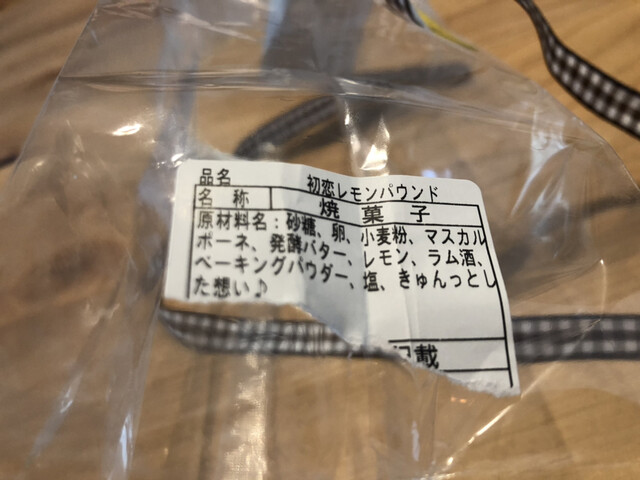 品名 初恋レモンパウンド
名称 焼菓子
原材料名：砂糖、卵、小麦粉、マスカル
ポーネ、発酵バター、レモン、ラム酒、
ベーキングパウダー、塩、きゅんっとし
た想い♪
記載